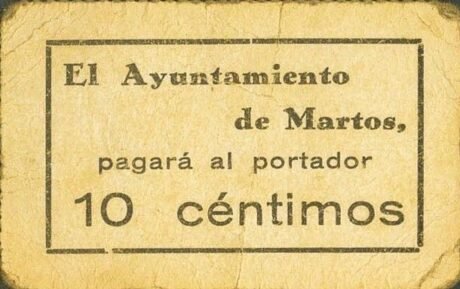 El Ayuntamiento
de Martos,
pagará al portador
10 céntimos